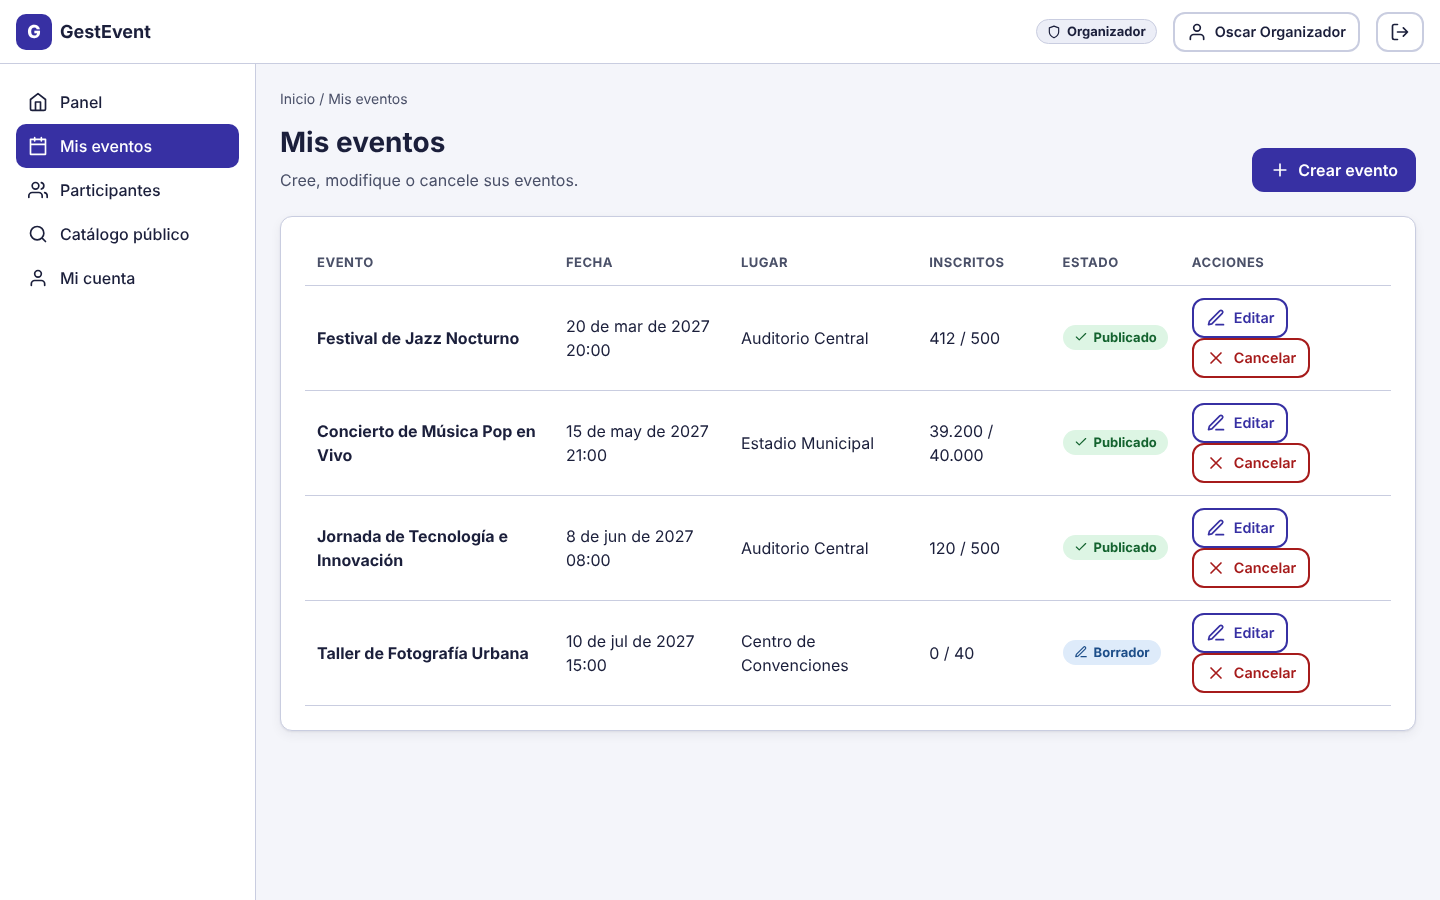 G GestEvent
Organizador
Oscar Organizador
Panel
Mis eventos
Participantes
Catálogo público
Mi cuenta
Inicio / Mis eventos
Mis eventos
Cree, modifique o cancele sus eventos.
Crear evento
EVENTO FECHA LUGAR INSCRITOS ESTADO ACCIONES
Festival de Jazz Nocturno
20 de mar de 2027
20:00
Auditorio Central
412 / 500
Publicado
Editar
Cancelar
Concierto de Música Pop en
Vivo
15 de may de 2027
21:00
Estadio Municipal
39.200 /
40.000
Publicado
Editar
Cancelar
Jornada de Tecnología e
Innovación
8 de jun de 2027
08:00
Auditorio Central
120 / 500
Publicado
Editar
Cancelar
Taller de Fotografía Urbana
10 de jul de 2027
15:00
Centro de
Convenciones
0 / 40
Borrador
Editar
Cancelar